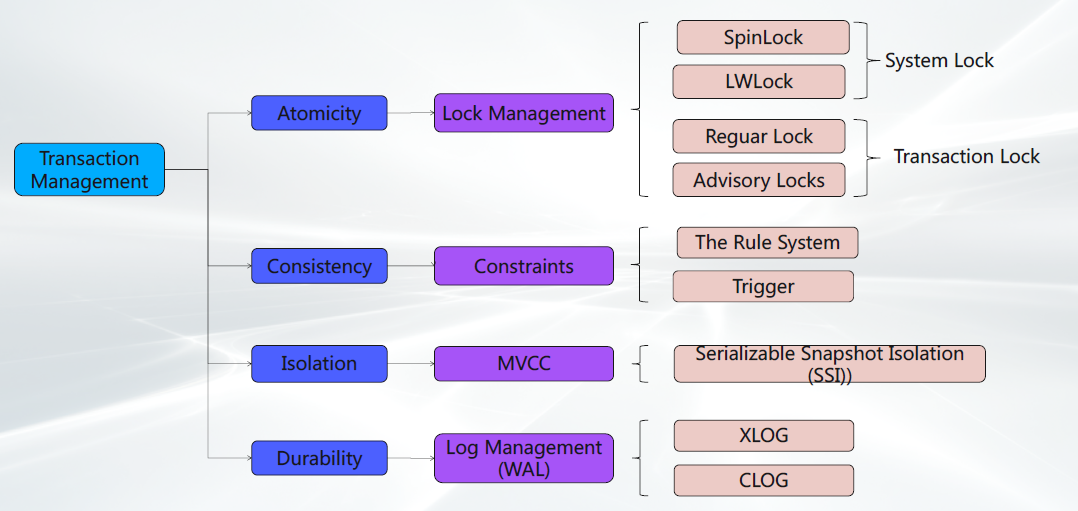 Transaction
Management
Atomicity
Lock Management
SpinLock
LWLock
System Lock
Reguar Lock
Advisory Locks
Transaction Lock
Consistency
Constraints
The Rule System
Trigger
Isolation
MVCC
Serializable Snapshot Isolation
(SSI))
Durability
Log Management
(WAL)
XLOG
CLOG